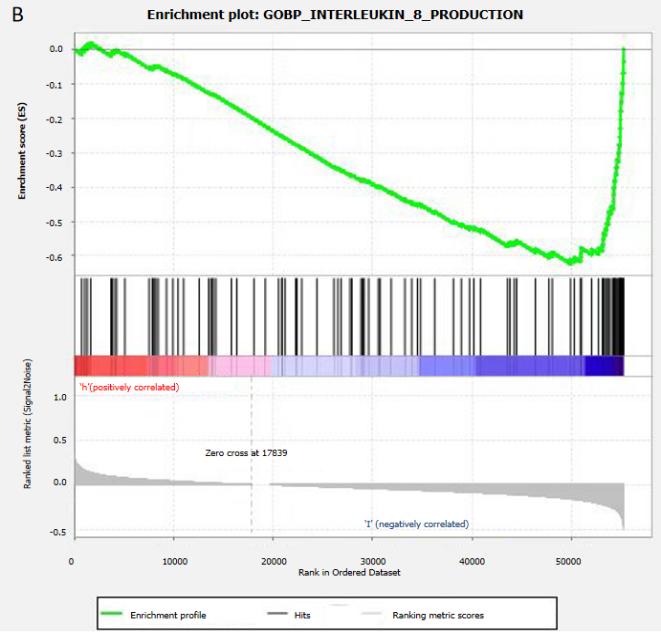 B
Enrichment plot: GOBP_INTERLEUKIN_8_PRODUCTION
Enrchment score (ES)
0.0
-0.1
-0.2
-0.3
-0.4
-0.5
-0.6
'h'(positively correlated)
Ranked list metric (Signal2Noise)
1.0
0.5
0.0
-0.5
Zero cross at 17839
'I' (negatively correlated)
0 10000 20000 30000 40000 50000
Rank in Ordered Dataset
Enrichment profile Hits Ranking metric scores